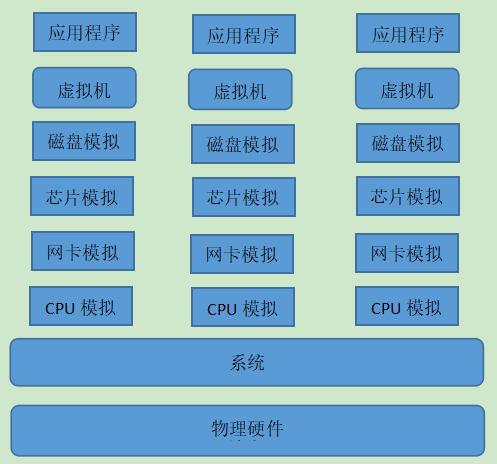 应用程序 应用程序 应用程序
虚拟机 虚拟机 虚拟机
磁盘模拟 磁盘模拟 磁盘模拟
芯片模拟 芯片模拟 芯片模拟
网卡模拟 网卡模拟 网卡模拟
CPU 模拟 CPU 模拟 CPU 模拟
系统
物理硬件